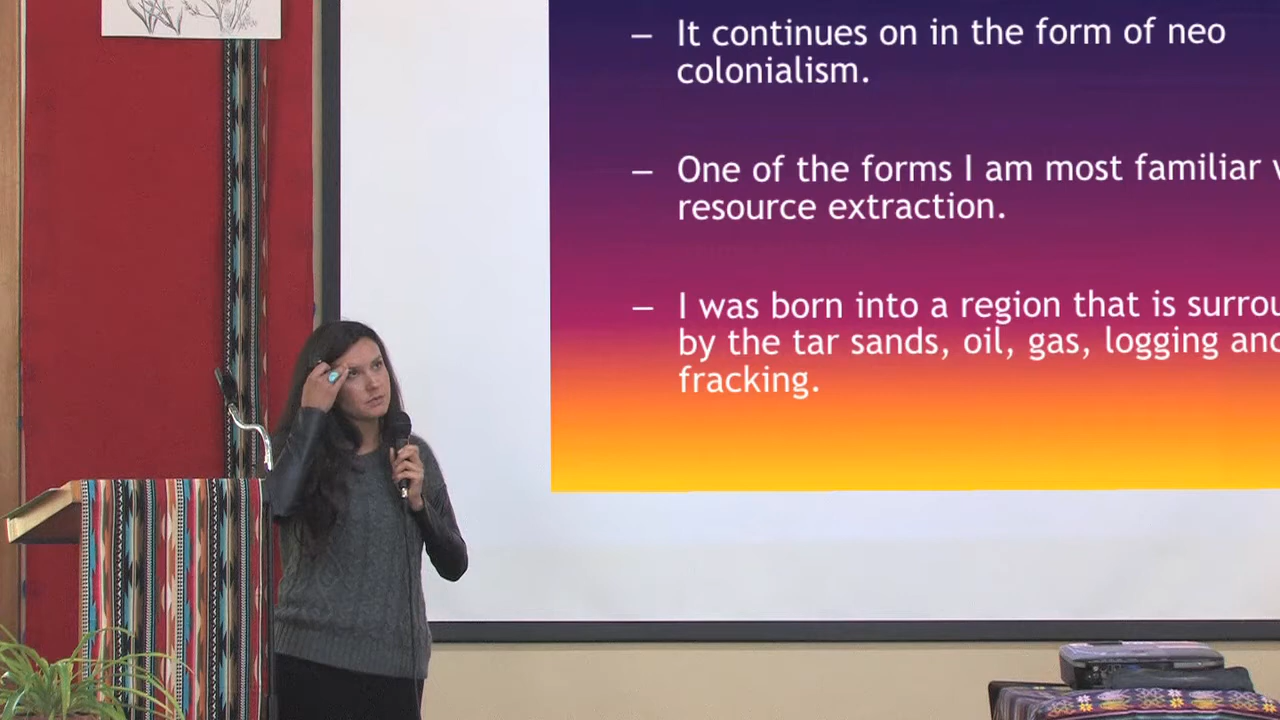 – It continues on in the form of neo
colonialism.
– One of the forms I am most familiar
resource extraction.
– I was born into a region that is
by the tar sands, oil, gas, logging and
fracking.